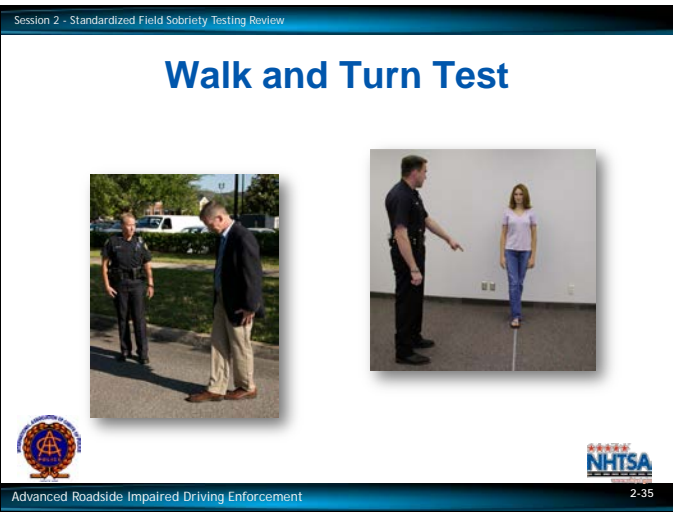 Session 2 - Standardized Field Sobriety Testing Review
Walk and Turn Test
POLICE
NHTSA
Advanced Roadside Impaired Driving Enforcement
2-35